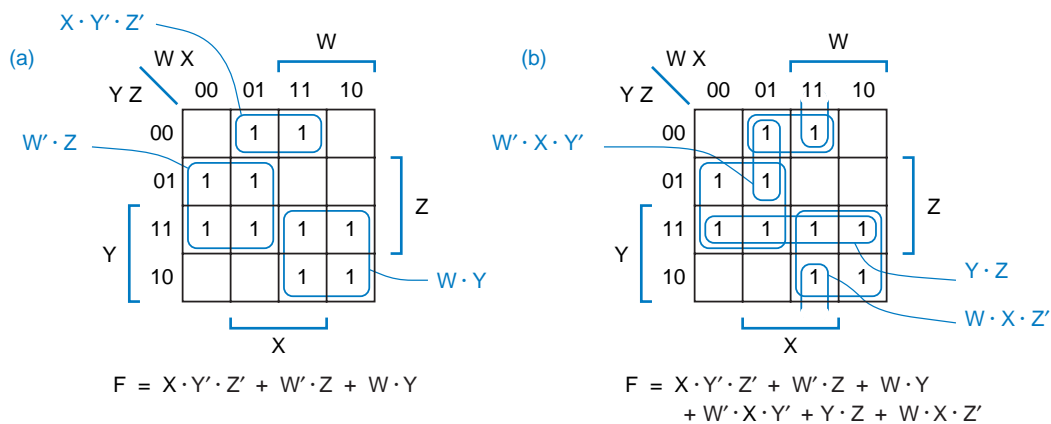 X · Y′ · Z′
(a)
W
W X
Y Z
00 01 11 10
00 1 1
W′ · Z
01 1 1
Z
11 1 1 1 1
Y
10 1 1
W · Y
X
F = X · Y′ · Z′ + W′ · Z + W · Y
(b)
W
W X
Y Z
00 01 11 10
00 1 1
W′ · X · Y′
01 1 1
Z
11 1 1 1 1
Y
10 1 1
Y · Z
W · X · Z′
X
F = X · Y′ · Z′ + W′ · Z + W · Y
+ W′ · X · Y′ + Y · Z + W · X · Z′